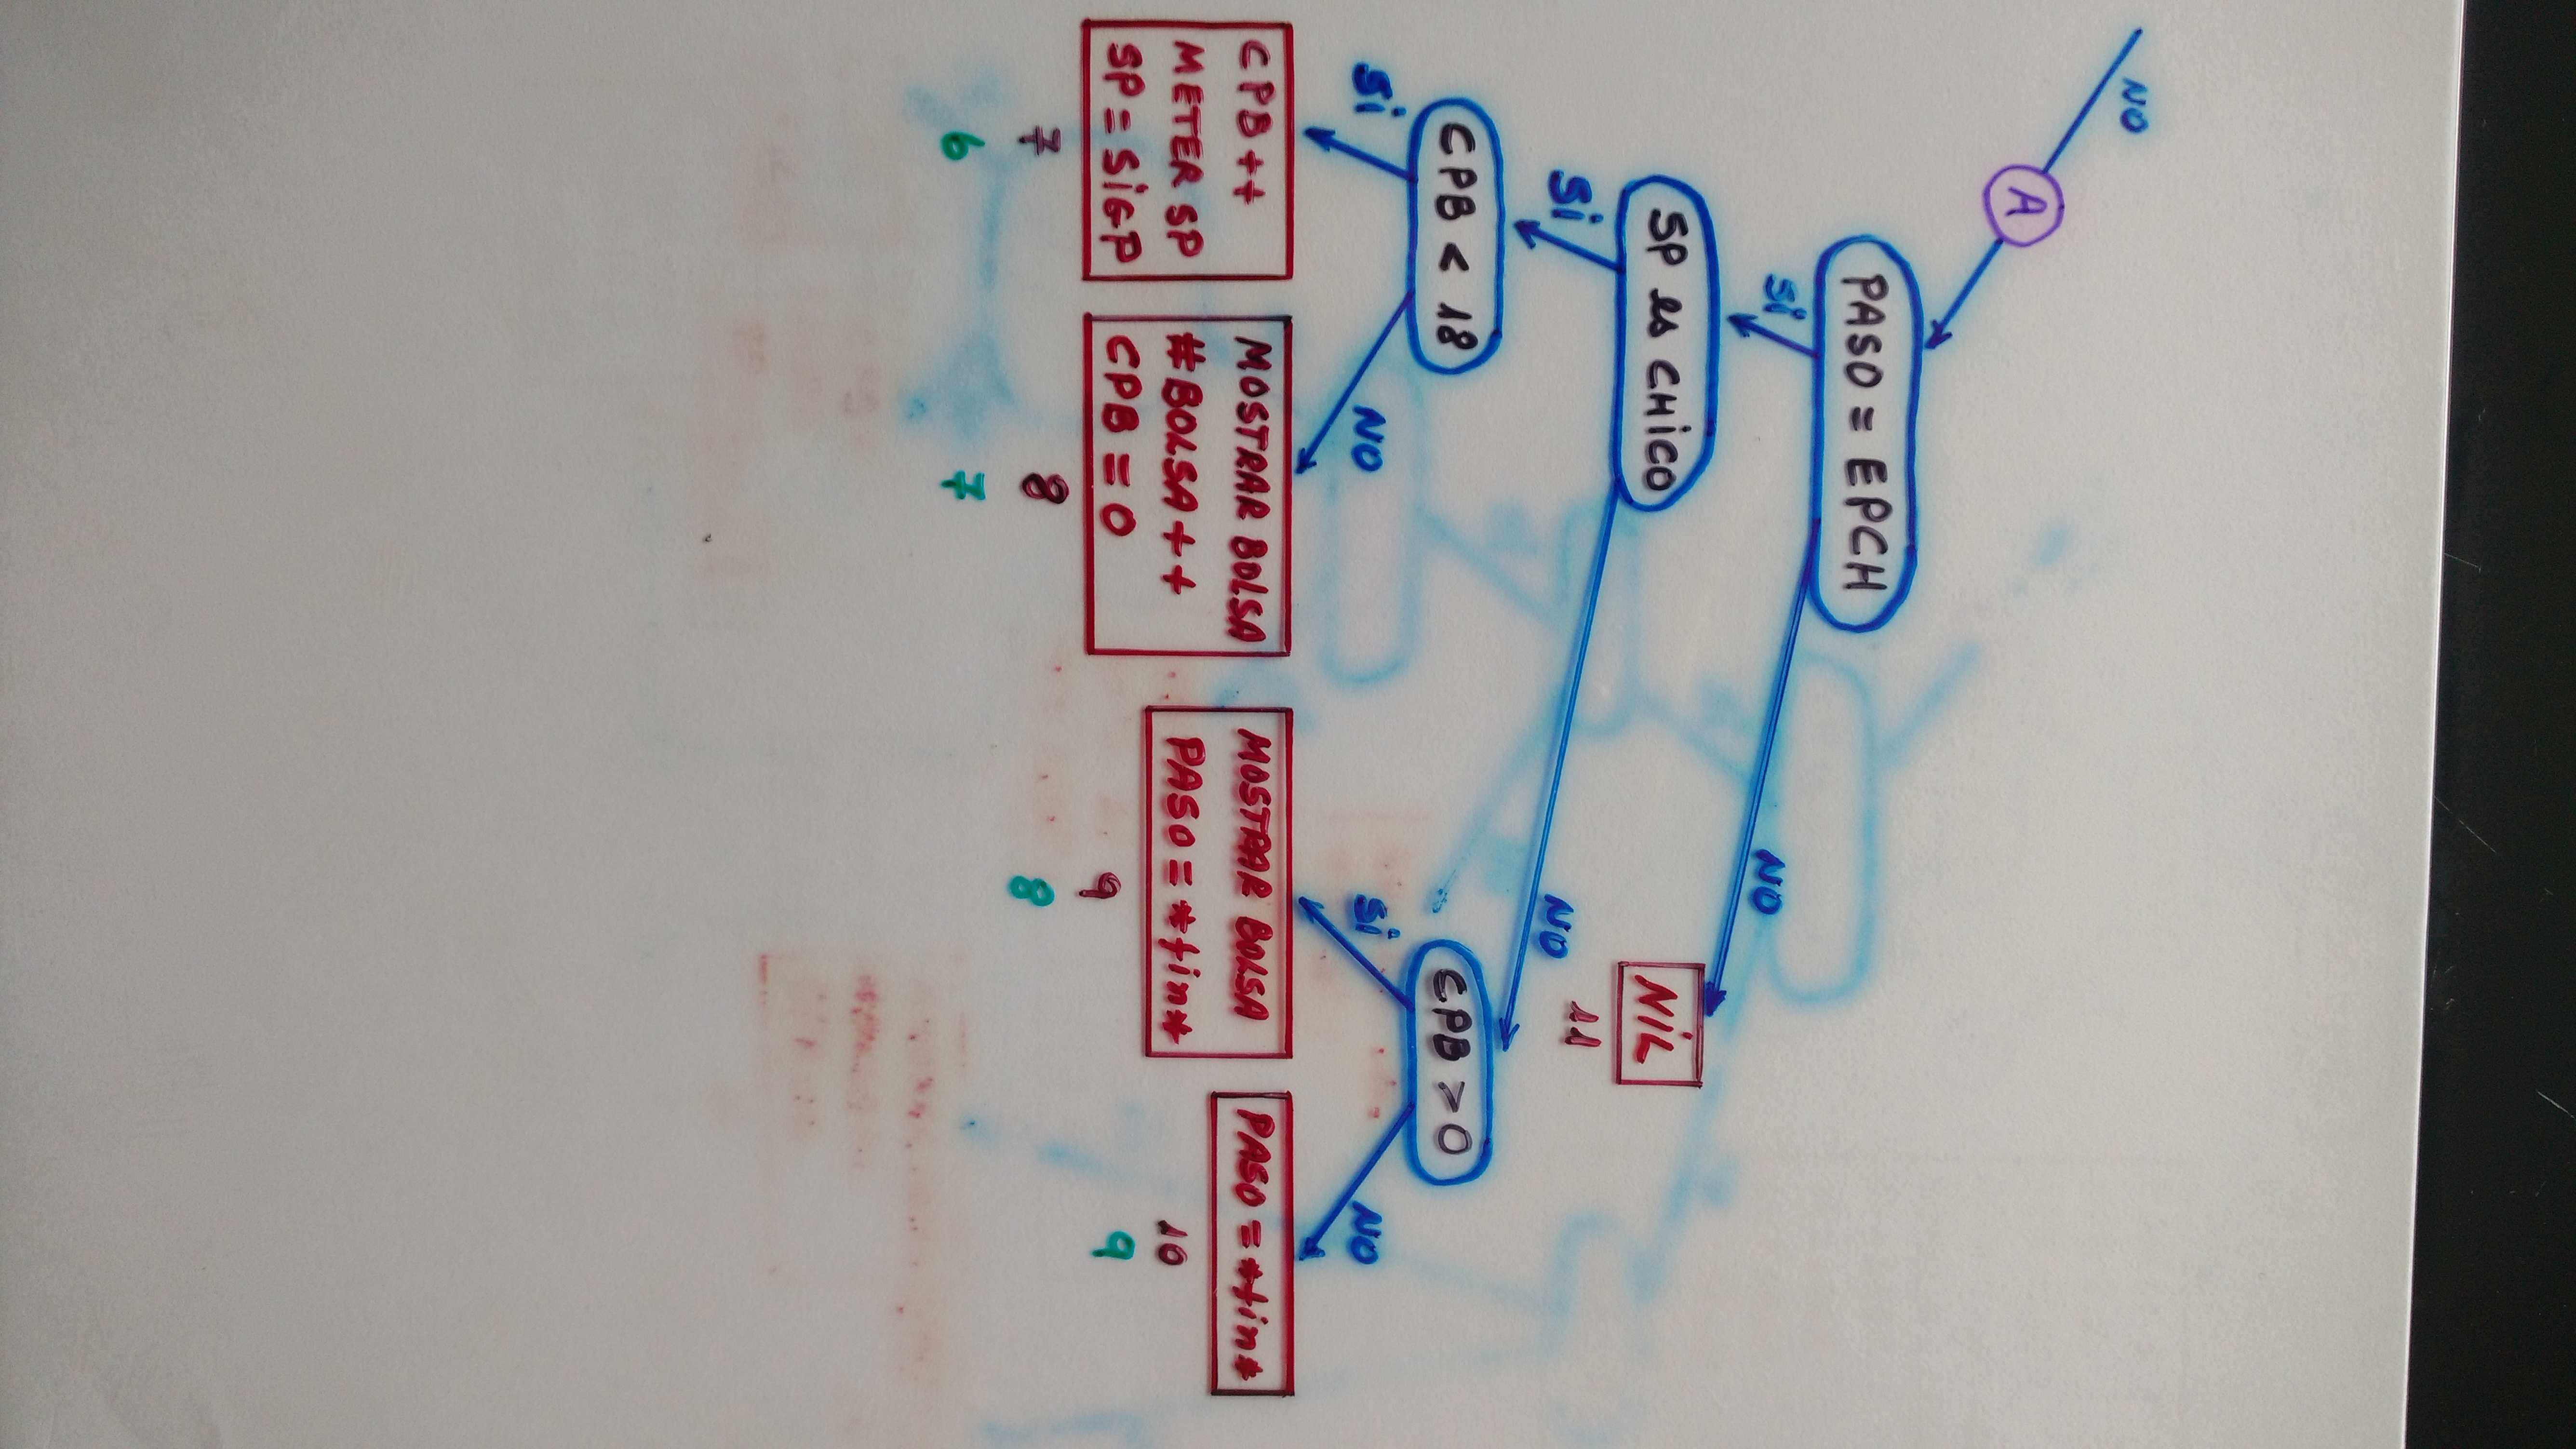 NO
A
PASO = EPCH
Si
NO
SP es CHiCO
NiL
11
Si
NO
CPB < 18
CPB > 0
Si
NO
Si
NO
CPB ++
METER SP
SP = SiGP
MOSTRAR BOLSA
#BOLSA ++
CPB = 0
MOSTRAR BOLSA
PASO = *fin*
PASO = *fin*
7
6
8
7
9
8
10
9